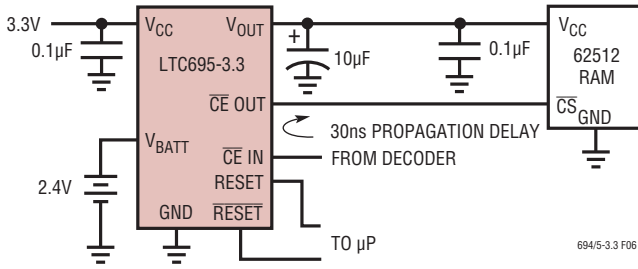 3.3V
VCC
VOUT
VCC
0.1µF
+
10µF
0.1µF
LTC695-3.3
62512
RAM
CE OUT
CS
GND
30ns PROPAGATION DELAY
VBATT
CE IN
FROM DECODER
RESET
2.4V
GND
RESET
TO µP
694/5-3.3 F06